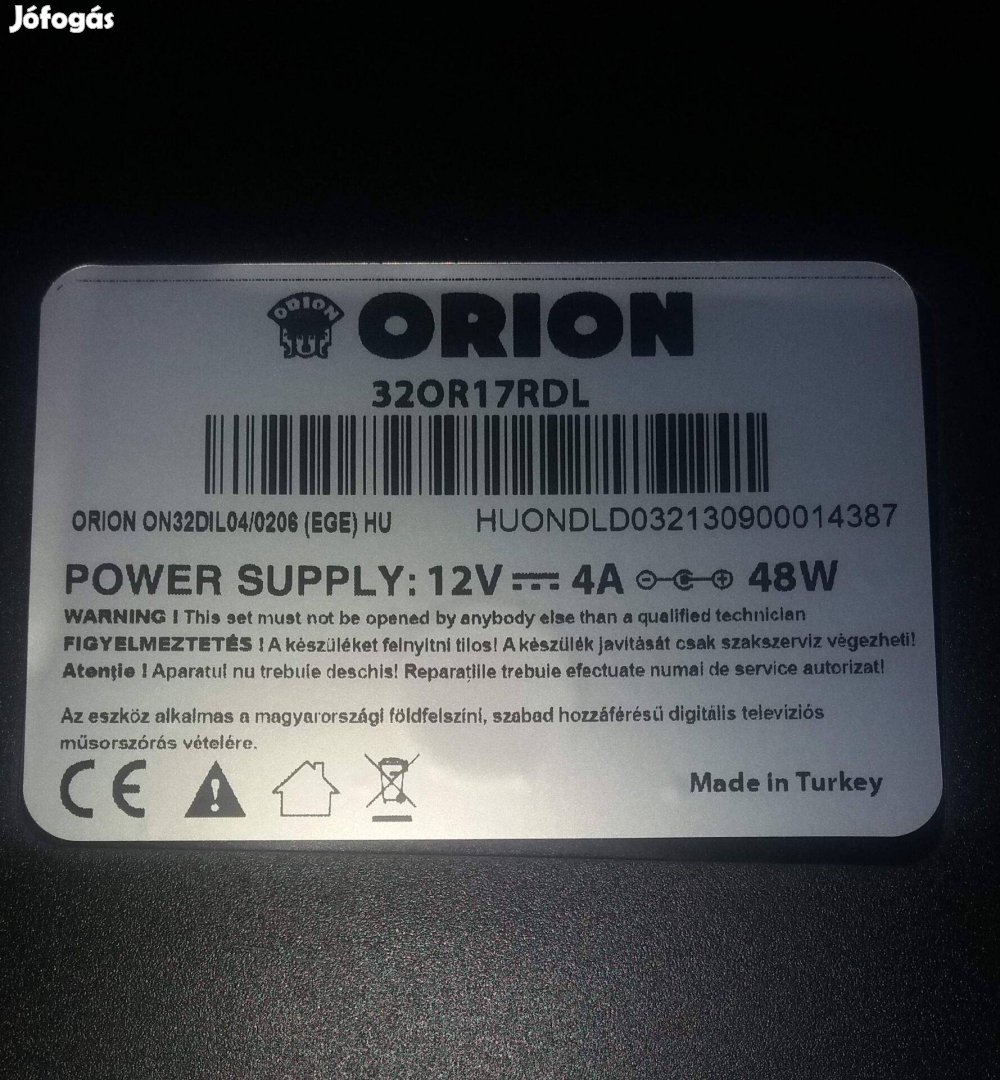 Jófogás
ORION ORION
32OR17RDL
ORION ON32DIL04/0206 (EGE) HU
HUONDLD032130900014387
POWER SUPPLY: 12V 4A 48W
WARNING ! This set must not be opened by anybody else than a qualified technician
FIGYELMEZTETÉS ! A készüléket felnyitni tilos! A készülék javítását csak szakszerviz végezheti!
Atenție ! Aparatul nu trebuie deschis! Reparațiile trebuie efectuate numai de service autorizat!
Az eszköz alkalmas a magyarországi földfelszíni, szabad hozzáférésű digitális televíziós
műsorszórás vételére.
CE
Made in Turkey